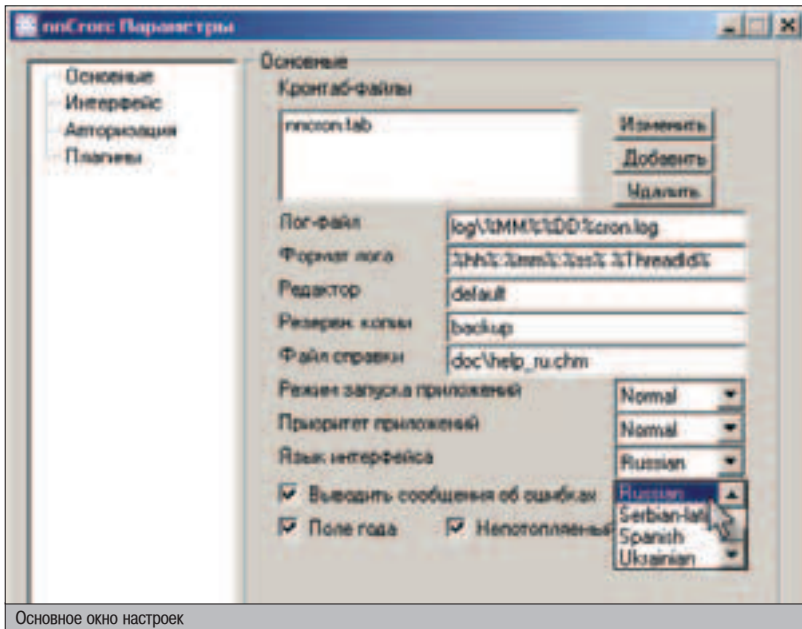 nnCron: Параметры
Основные
Интерфейс
Авторизация
Плагины
Основные
Кронтаб-файлы
nncron.tab
Изменить
Добавить
Удалить
Лог-файл
log\%MM%%DD%cron.log
Формат лога
%hh%:%mm%:%ss% %ThreadId%
Редактор
default
Резервн. копии
backup
Файл справки
doc\help_ru.chm
Режим запуска приложений
Normal
Приоритет приложений
Normal
Язык интерфейса
Russian
Выводить сообщения об ошибках
Russian
Serbian-lati
Поле года
Непотопляемый
Spanish
Ukrainian
Основное окно настроек